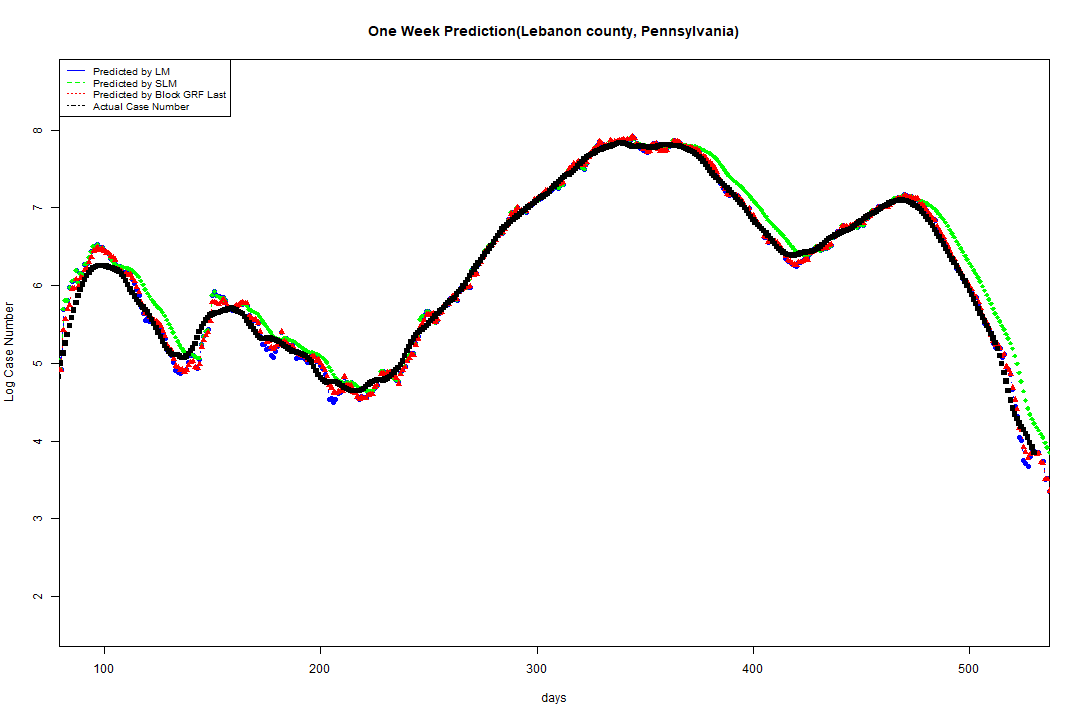 One Week Prediction(Lebanon county, Pennsylvania)
Predicted by LM
Predicted by SLM
Predicted by Block GRF Last
Actual Case Number
8
7
6
5
4
3
2
Log Case Number
100 200 300 400 500
days